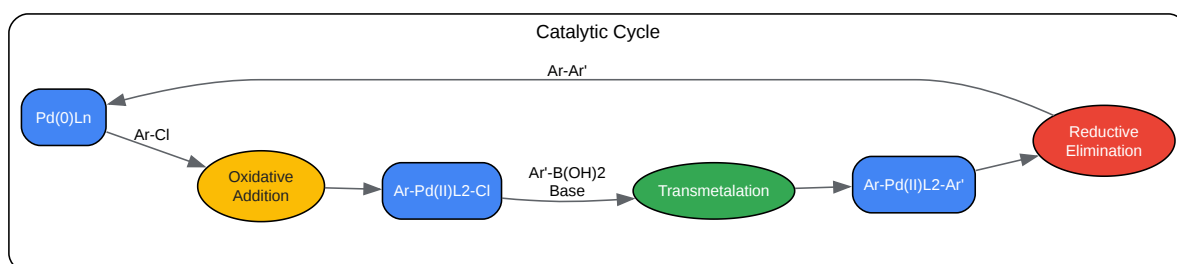 Catalytic Cycle
Ar-Ar'
Pd(0)Ln
Ar-Cl
Oxidative
Addition
Ar-Pd(II)L2-Cl
Ar'-B(OH)2
Base
Transmetalation
Ar-Pd(II)L2-Ar'
Reductive
Elimination